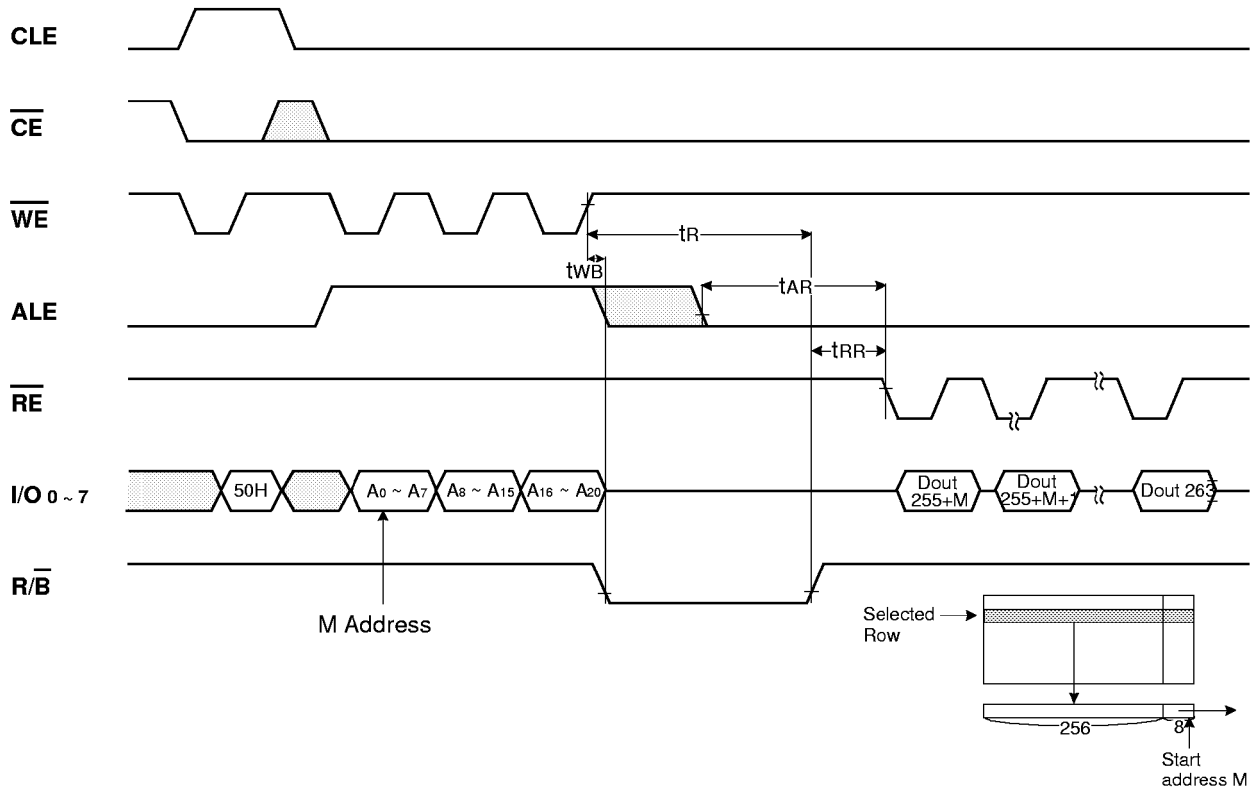 CLE
CE
WE
tR
tWB
tAR
ALE
tRR
RE
I/O 0 ~ 7
50H
A0 ~ A7
A8 ~ A15
A16 ~ A20
Dout
255+M
Dout
255+M+1
Dout 263
R/B
M Address
Selected
Row
256
8
Start
address M